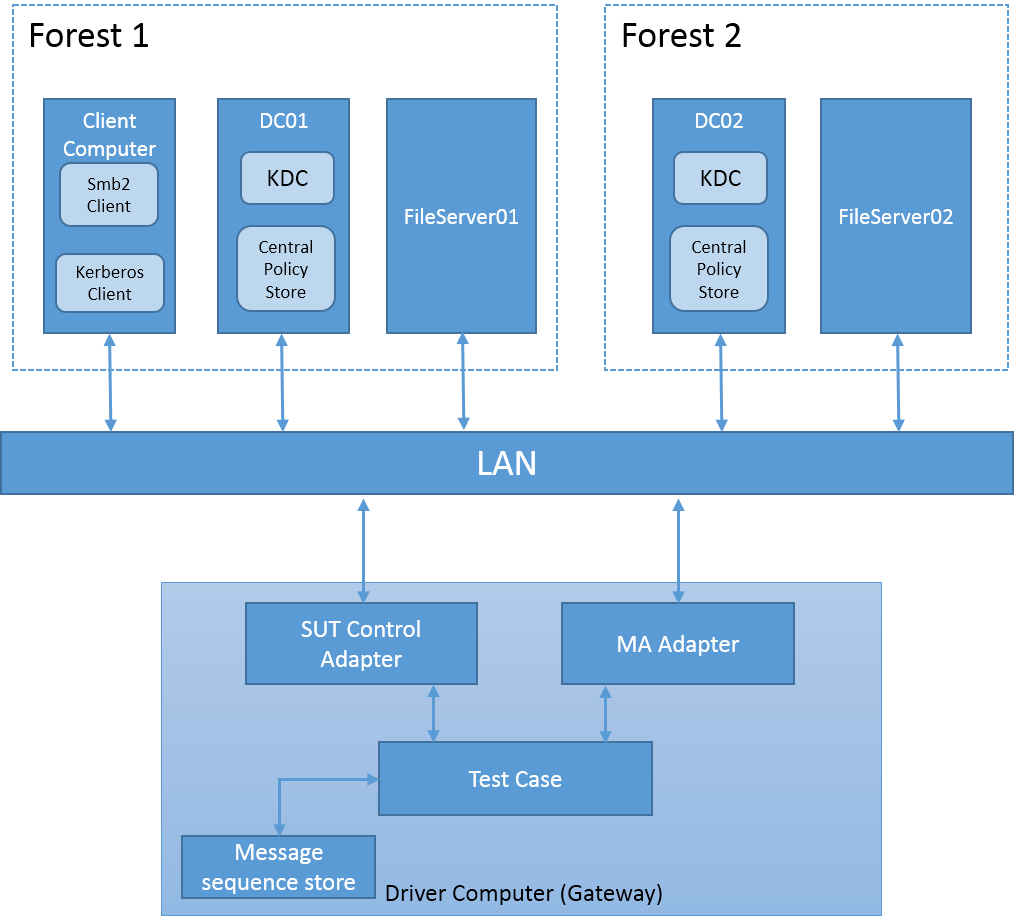 Forest 1
Forest 2
Client
Computer
Smb2
Client
Kerberos
Client
DC01
KDC
Central
Policy
Store
FileServer01
DC02
KDC
Central
Policy
Store
FileServer02
LAN
SUT Control
Adapter
MA Adapter
Test Case
Message
sequence store
Driver Computer (Gateway)